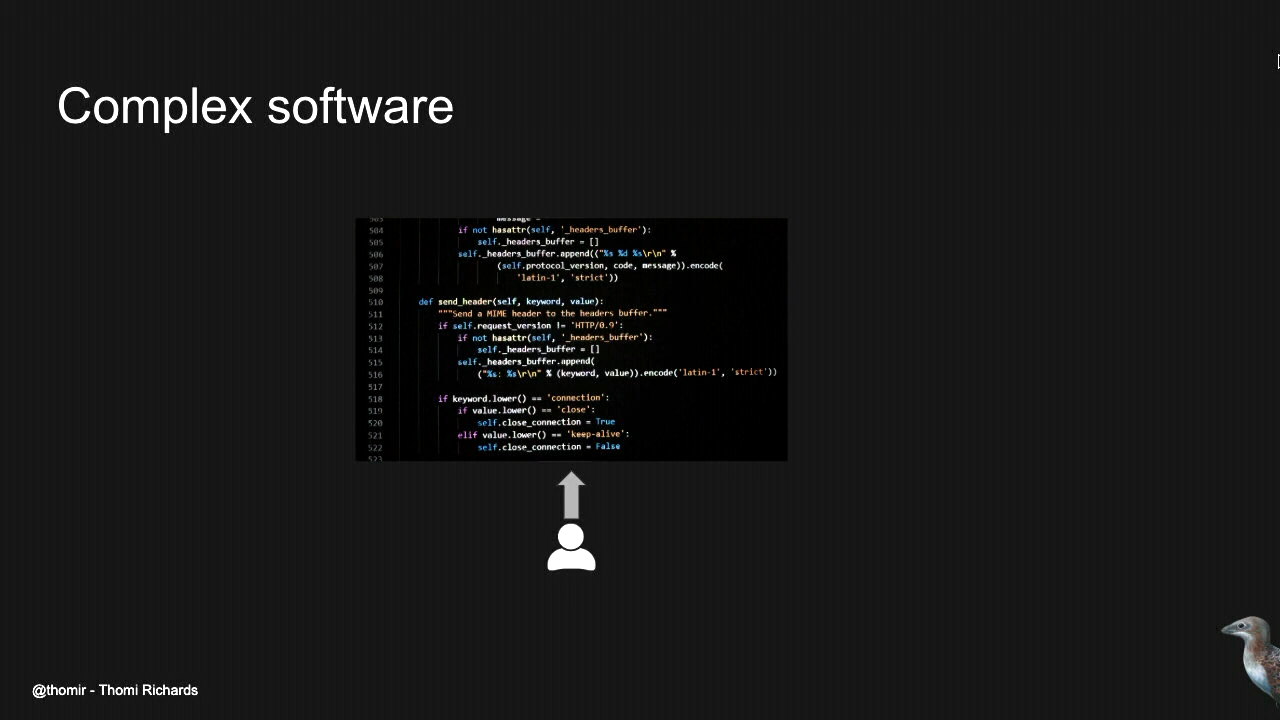 Complex software
503 message =
504 if not hasattr(self, '_headers_buffer'):
505 self._headers_buffer = []
506 self._headers_buffer.append(("%s %d %s\r\n" %
507 (self.protocol_version, code, message)).encode(
508 'latin-1', 'strict'))
509
510 def send_header(self, keyword, value):
511 """Send a MIME header to the headers buffer."""
512 if self.request_version != 'HTTP/0.9':
513 if not hasattr(self, '_headers_buffer'):
514 self._headers_buffer = []
515 self._headers_buffer.append(
516 ("%s: %s\r\n" % (keyword, value)).encode('latin-1', 'strict'))
517
518 if keyword.lower() == 'connection':
519 if value.lower() == 'close':
520 self.close_connection = True
521 elif value.lower() == 'keep-alive':
522 self.close_connection = False
523
@thomir - Thomi Richards